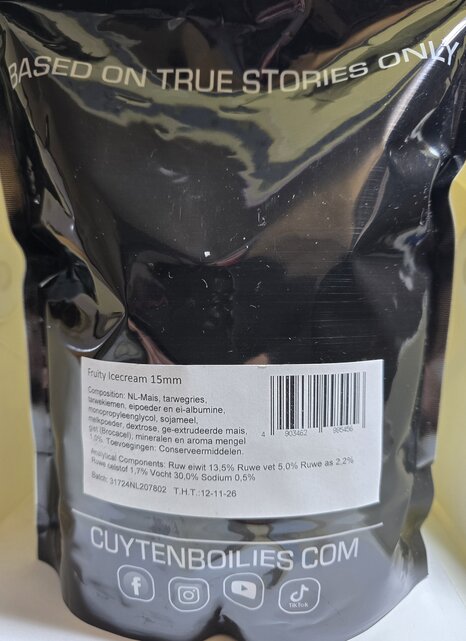 BASED ON TRUE STORIES ONLY
Fruity Icecream 15mm
Composition: NL-Mais, tarwegries,
tarwekiemen, eipoeder en ei-albumine,
monopropyleenglycol, sojameel,
melkpoeder, dextrose, ge-extrudeerde mais,
gist (Brocacel), mineralen en aroma mengel
1,0%. Toevoegingen: Conserveermiddelen.
Analytical Components: Ruw eiwit 13,5% Ruwe vet 5.0% Ruwe as 2,2%
Ruwe celstof 1,7% Vocht 30,0% Sodium 0,5%
Batch: 31724NL207802 T.H.T.:12-11-26
4 903462 895456
CUYTENBOILIES COM
TikTok